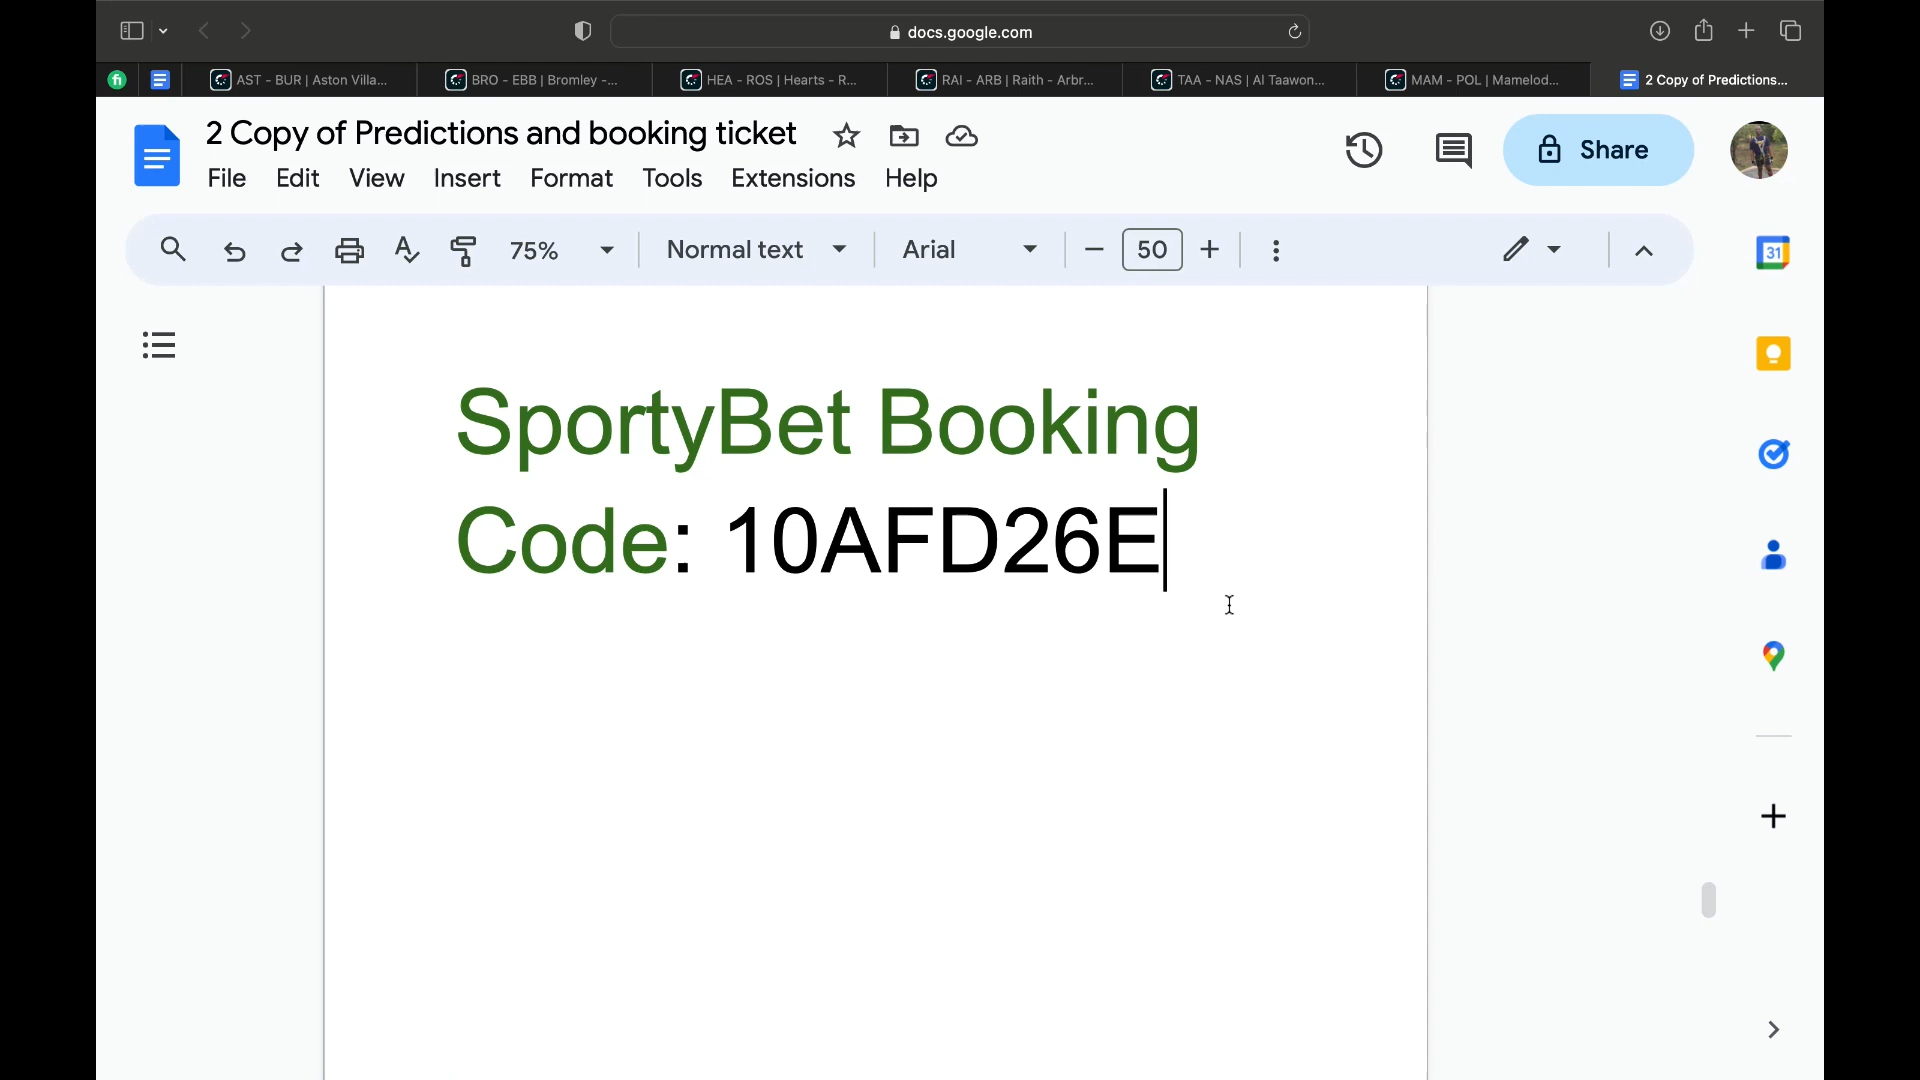 docs.google.com
AST - BUR | Aston Villa...
BRO - EBB | Bromley -...
HEA - ROS | Hearts - R...
RAI - ARB | Raith - Arbr...
TAA - NAS | Al Taawon...
MAM - POL | Mamelod...
2 Copy of Predictions...
2 Copy of Predictions and booking ticket
File Edit View Insert Format Tools Extensions Help
Share
75% Normal text Arial 50
31
SportyBet Booking
Code: 10AFD26E